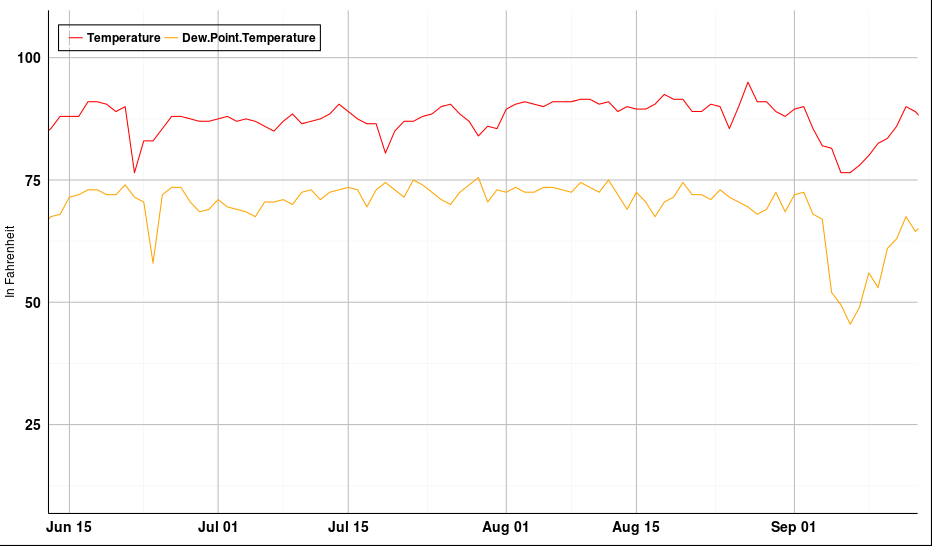 Temperature Dew.Point.Temperature
100
75
50
25
In Fahrenheit
Jun 15 Jul 01 Jul 15 Aug 01 Aug 15 Sep 01